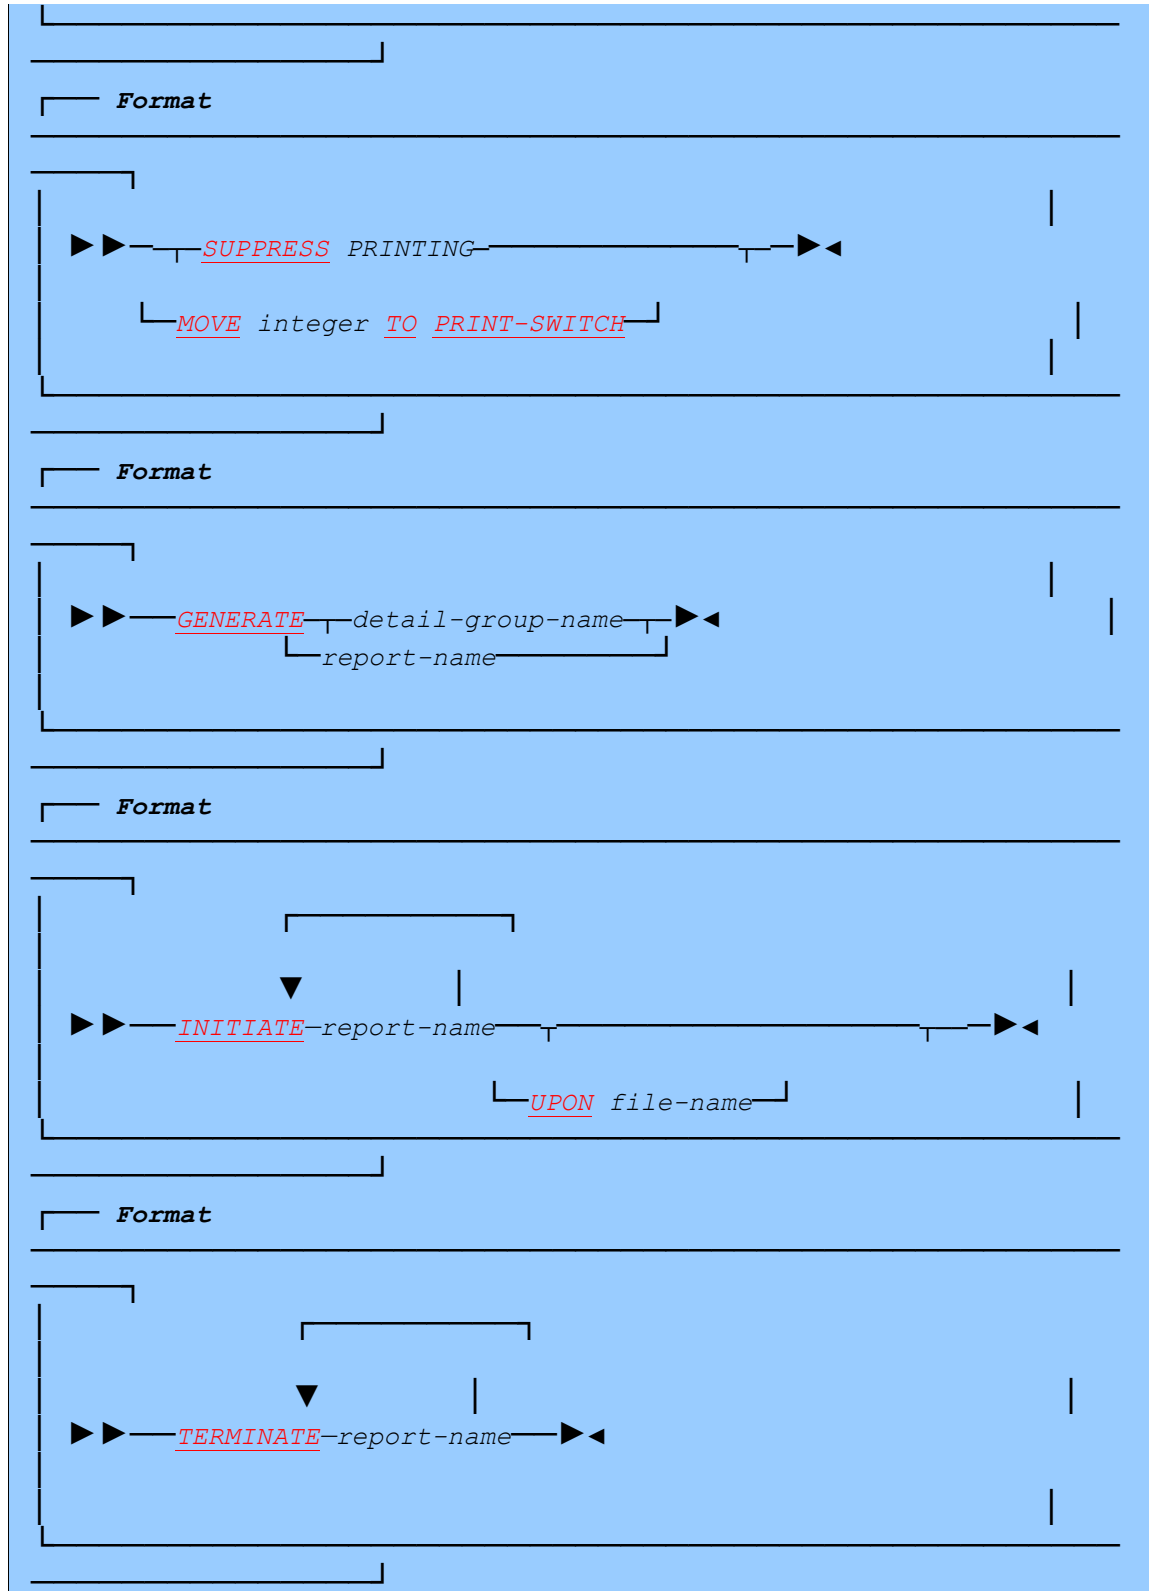 Format
SUPPRESS PRINTING
MOVE integer TO PRINT-SWITCH
Format
GENERATE detail-group-name
report-name
Format
INITIATE report-name
UPON file-name
Format
TERMINATE report-name